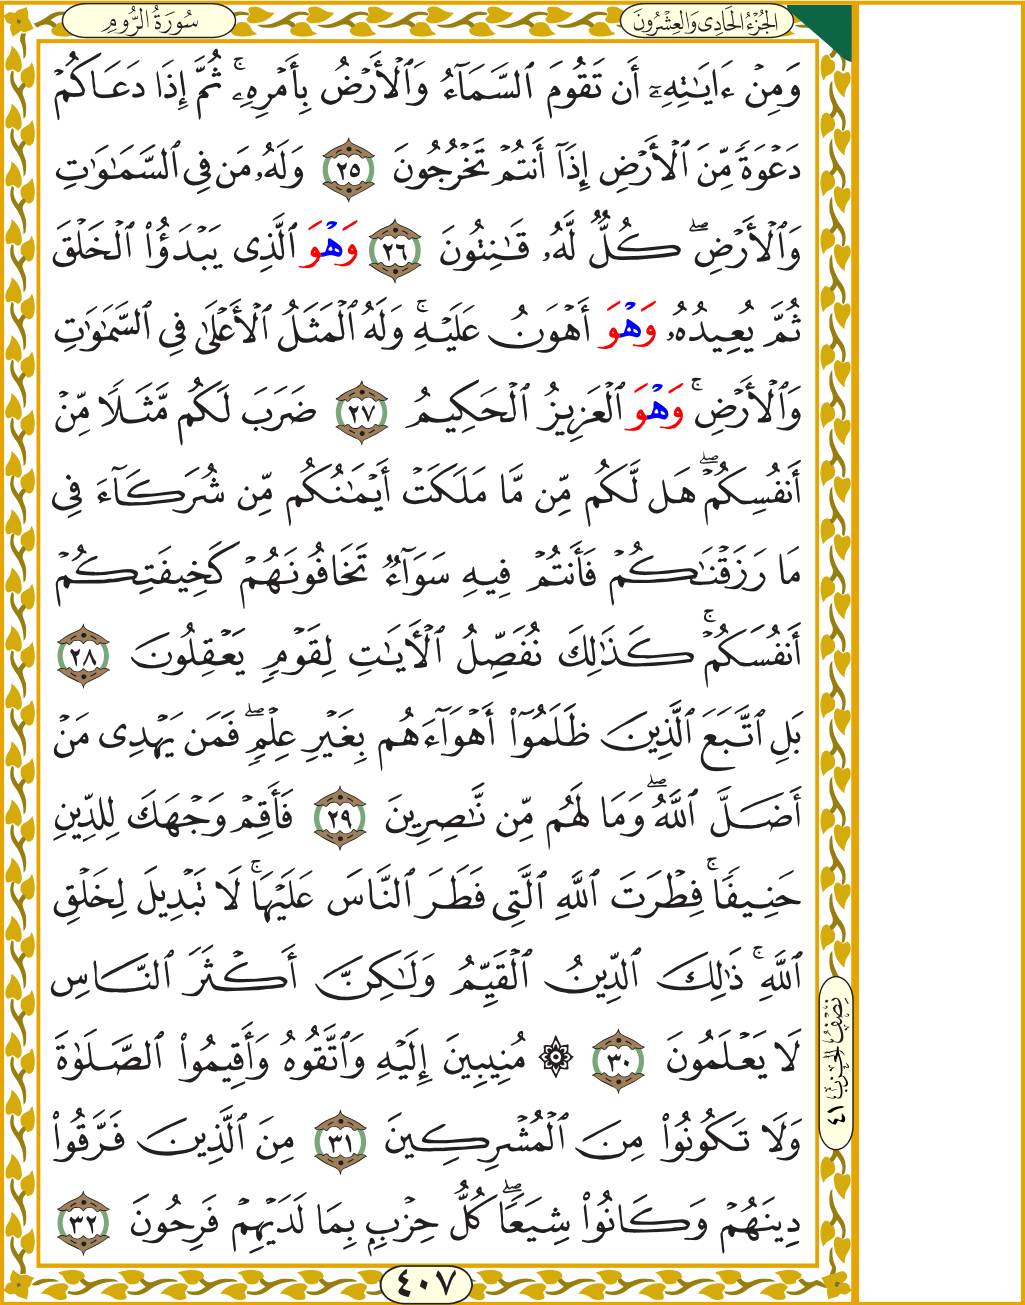 سُورَةُ الرُّومِ
الجُزْءُ الحَادِي وَالعِشْرُونَ
وَمِنْ ءَايَٰتِهِۦٓ أَن تَقُومَ ٱلسَّمَآءُ وَٱلْأَرْضُ بِأَمْرِهِۦۚ ثُمَّ إِذَا دَعَاكُمْ
دَعْوَةً مِّنَ ٱلْأَرْضِ إِذَآ أَنتُمْ تَخْرُجُونَ ٢٥ وَلَهُۥ مَن فِي ٱلسَّمَٰوَٰتِ
وَٱلْأَرْضِۖ كُلٌّ لَّهُۥ قَٰنِتُونَ ٢٦ وَهْوَ ٱلَّذِي يَبْدَؤُا۟ ٱلْخَلْقَ
ثُمَّ يُعِيدُهُۥ وَهْوَ أَهْوَنُ عَلَيْهِۚ وَلَهُ ٱلْمَثَلُ ٱلْأَعْلَىٰ فِي ٱلسَّمَٰوَٰتِ
وَٱلْأَرْضِۚ وَهْوَ ٱلْعَزِيزُ ٱلْحَكِيمُ ٢٧ ضَرَبَ لَكُم مَّثَلًا مِّنْ
أَنفُسِكُمْۖ هَل لَّكُم مِّن مَّا مَلَكَتْ أَيْمَٰنُكُم مِّن شُرَكَآءَ فِي
مَا رَزَقْنَٰكُمْ فَأَنتُمْ فِيهِ سَوَآءٌ تَخَافُونَهُمْ كَخِيفَتِكُمْ
أَنفُسَكُمْۚ كَذَٰلِكَ نُفَصِّلُ ٱلْأٓيَٰتِ لِقَوْمٍ يَعْقِلُونَ ٢٨
بَلِ ٱتَّبَعَ ٱلَّذِينَ ظَلَمُوٓا۟ أَهْوَآءَهُم بِغَيْرِ عِلْمٍۖ فَمَن يَهْدِي مَنْ
أَضَلَّ ٱللَّهُۖ وَمَا لَهُم مِّن نَّٰصِرِينَ ٢٩ فَأَقِمْ وَجْهَكَ لِلدِّينِ
حَنِيفًاۚ فِطْرَتَ ٱللَّهِ ٱلَّتِي فَطَرَ ٱلنَّاسَ عَلَيْهَاۚ لَا تَبْدِيلَ لِخَلْقِ
ٱللَّهِۚ ذَٰلِكَ ٱلدِّينُ ٱلْقَيِّمُ وَلَٰكِنَّ أَكْثَرَ ٱلنَّاسِ
لَا يَعْلَمُونَ ٣٠ ۞ مُنِيبِينَ إِلَيْهِ وَٱتَّقُوهُ وَأَقِيمُوا۟ ٱلصَّلَوٰةَ
وَلَا تَكُونُوا۟ مِنَ ٱلْمُشْرِكِينَ ٣١ مِنَ ٱلَّذِينَ فَرَّقُوا۟
دِينَهُمْ وَكَانُوا۟ شِيَعًاۖ كُلُّ حِزْبٍۭ بِمَا لَدَيْهِمْ فَرِحُونَ ٣٢
نِصْفُ الحِزْبِ ٤١
٤٠٧